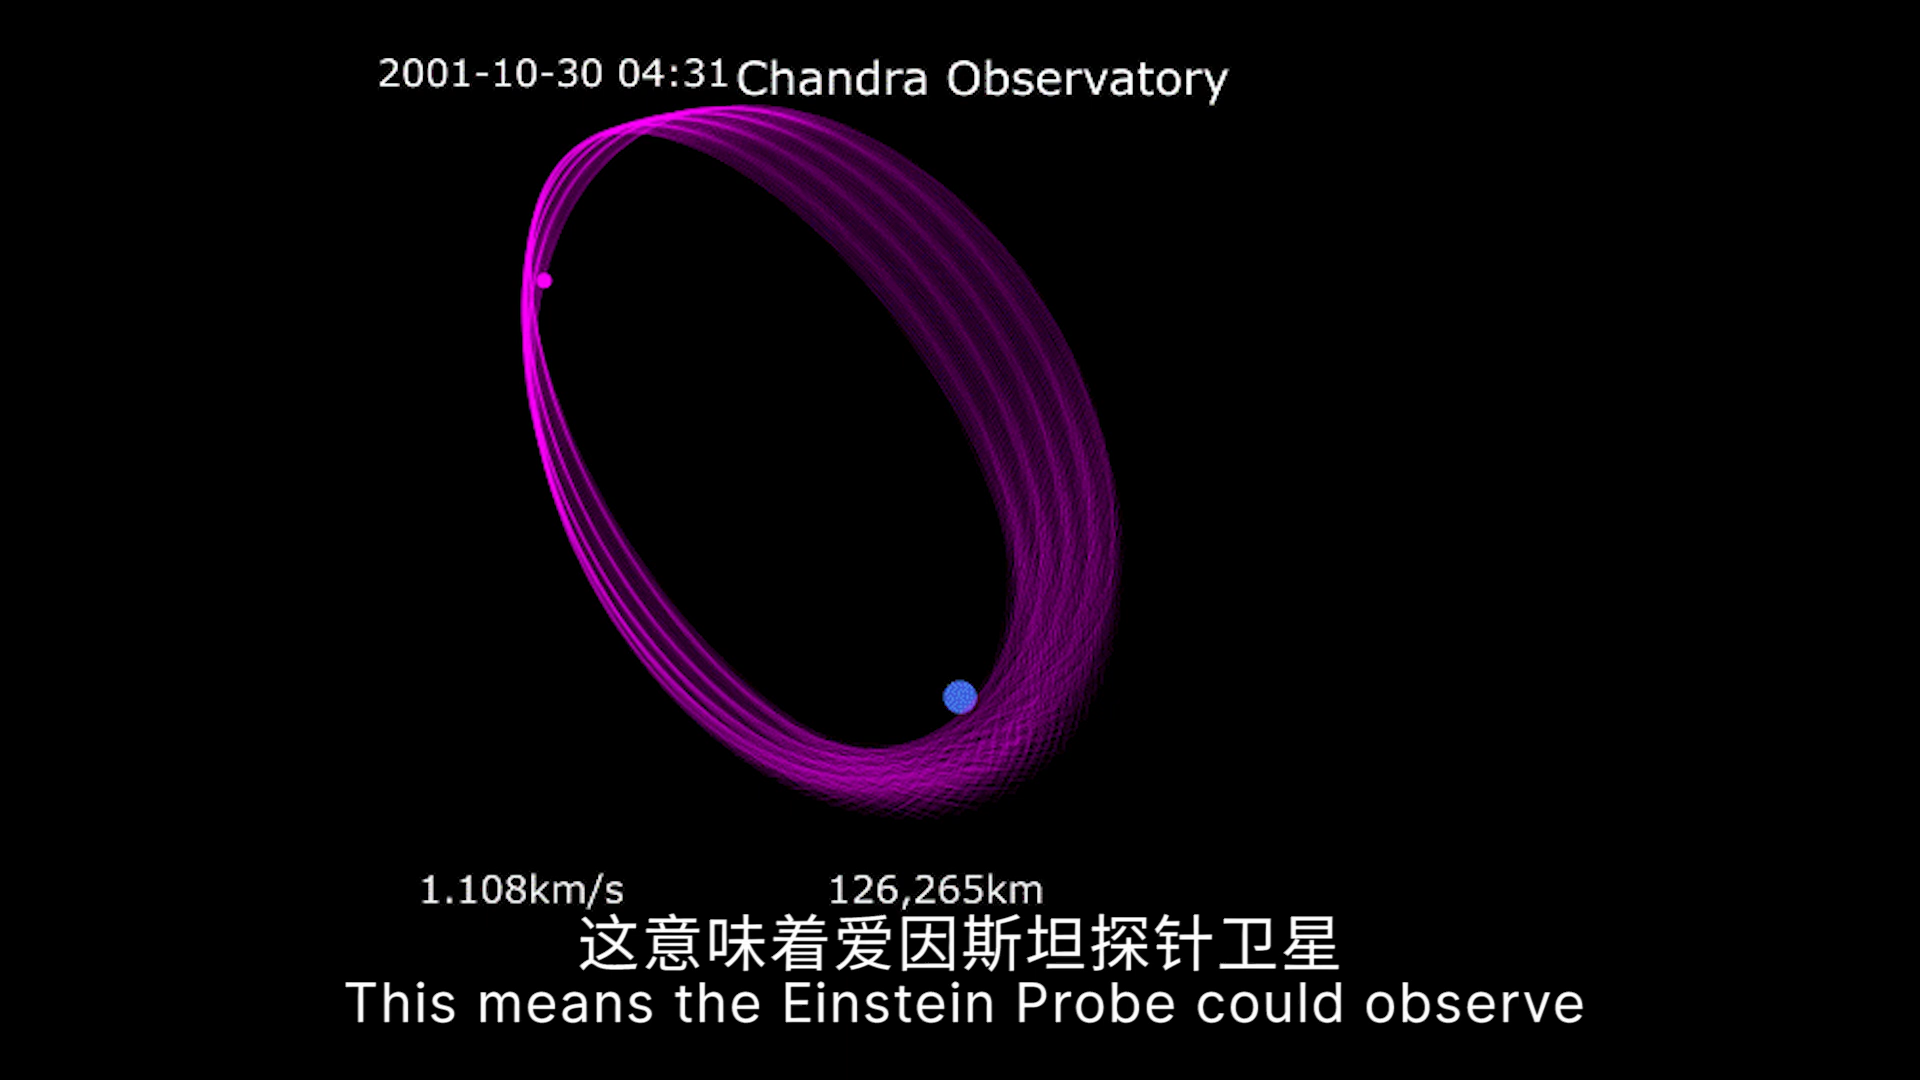 2001-10-30 04:31 Chandra Observatory
1.108km/s 126,265km
这意味着爱因斯坦探针卫星
This means the Einstein Probe could observe